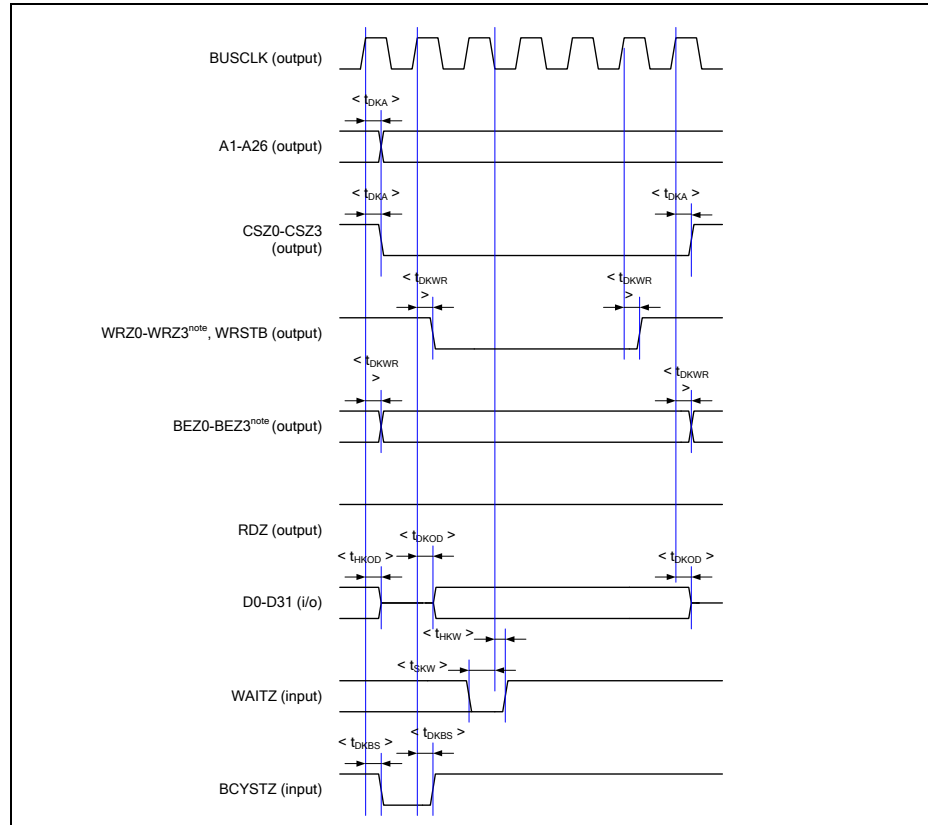 BUSCLK (output)
< tDKA >
A1-A26 (output)
< tDKA >
< tDKA >
CSZ0-CSZ3
(output)
< tDKWR
>
< tDKWR
>
WRZ0-WRZ3note, WRSTB (output)
< tDKWR
>
< tDKWR
>
BEZ0-BEZ3note (output)
RDZ (output)
< tHKOD >
< tDKOD >
< tDKOD >
D0-D31 (i/o)
< tHKW >
< tSKW >
WAITZ (input)
< tDKBS >
< tDKBS >
BCYSTZ (input)